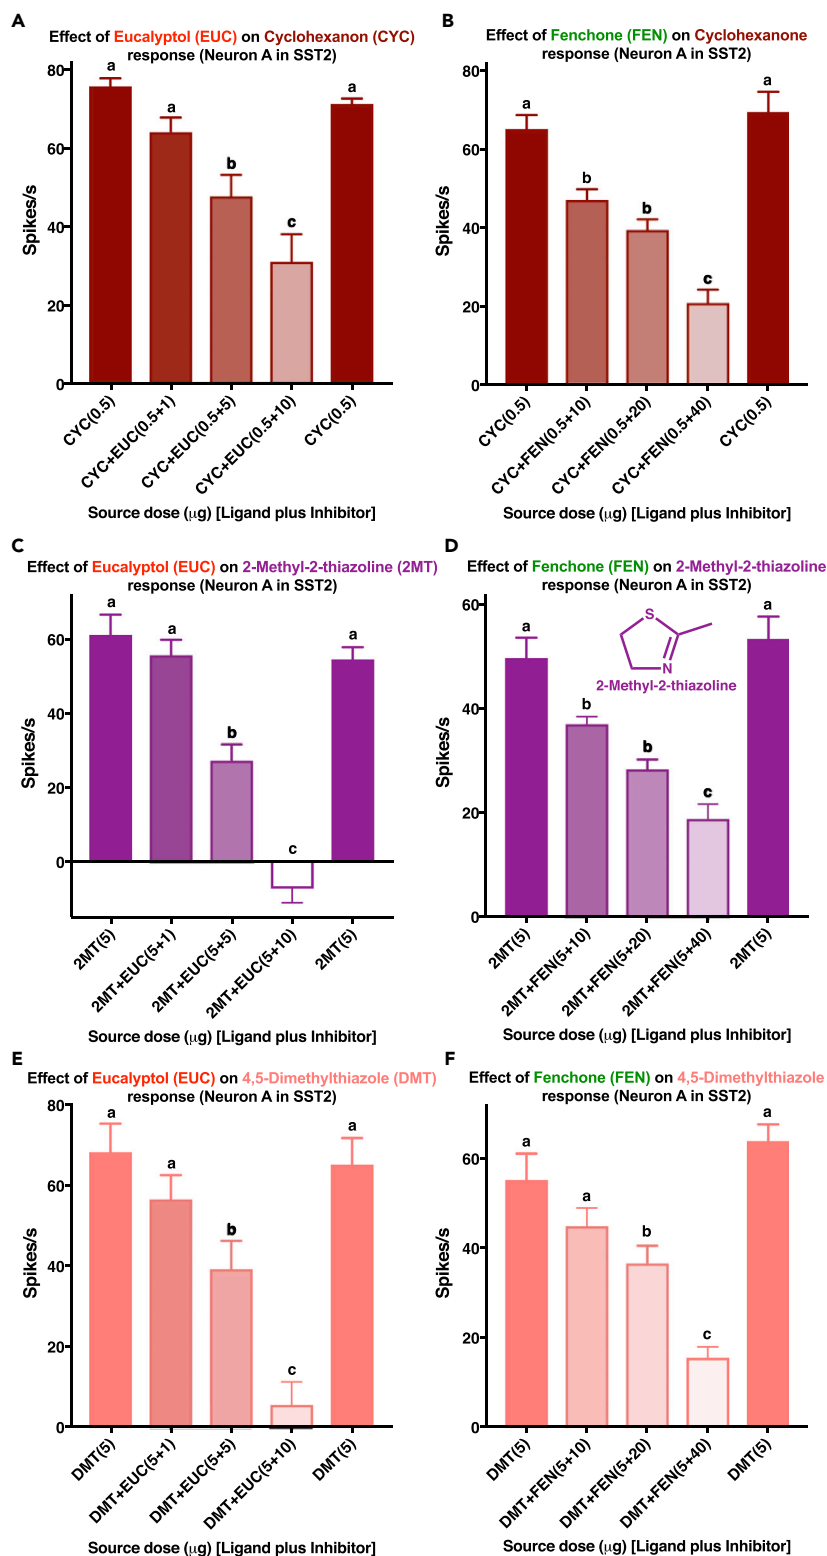 A
Effect of Eucalyptol (EUC) on Cyclohexanon (CYC)
response (Neuron A in SST2)
80
60
40
20
0
Spikes/s
a
a
b
c
a
CYC(0.5)
CYC+EUC(0.5+1)
CYC+EUC(0.5+5)
CYC+EUC(0.5+10)
CYC(0.5)
Source dose (μg) [Ligand plus Inhibitor]
B
Effect of Fenchone (FEN) on Cyclohexanone
response (Neuron A in SST2)
80
60
40
20
0
Spikes/s
a
b
b
c
a
CYC(0.5)
CYC+FEN(0.5+10)
CYC+FEN(0.5+20)
CYC+FEN(0.5+40)
CYC(0.5)
Source dose (μg) [Ligand plus Inhibitor]
C
Effect of Eucalyptol (EUC) on 2-Methyl-2-thiazoline (2MT)
response (Neuron A in SST2)
60
40
20
0
Spikes/s
a
a
b
c
a
2MT(5)
2MT+EUC(5+1)
2MT+EUC(5+5)
2MT+EUC(5+10)
2MT(5)
Source dose (μg) [Ligand plus Inhibitor]
D
Effect of Fenchone (FEN) on 2-Methyl-2-thiazoline
response (Neuron A in SST2)
60
40
20
0
Spikes/s
a
b
b
c
a
S
N
2-Methyl-2-thiazoline
2MT(5)
2MT+FEN(5+10)
2MT+FEN(5+20)
2MT+FEN(5+40)
2MT(5)
Source dose (μg) [Ligand plus Inhibitor]
E
Effect of Eucalyptol (EUC) on 4,5-Dimethylthiazole (DMT)
response (Neuron A in SST2)
80
60
40
20
0
Spikes/s
a
a
b
c
a
DMT(5)
DMT+EUC(5+1)
DMT+EUC(5+5)
DMT+EUC(5+10)
DMT(5)
Source dose (μg) [Ligand plus Inhibitor]
F
Effect of Fenchone (FEN) on 4,5-Dimethylthiazole
response (Neuron A in SST2)
60
40
20
0
Spikes/s
a
a
b
c
a
DMT(5)
DMT+FEN(5+10)
DMT+FEN(5+20)
DMT+FEN(5+40)
DMT(5)
Source dose (μg) [Ligand plus Inhibitor]